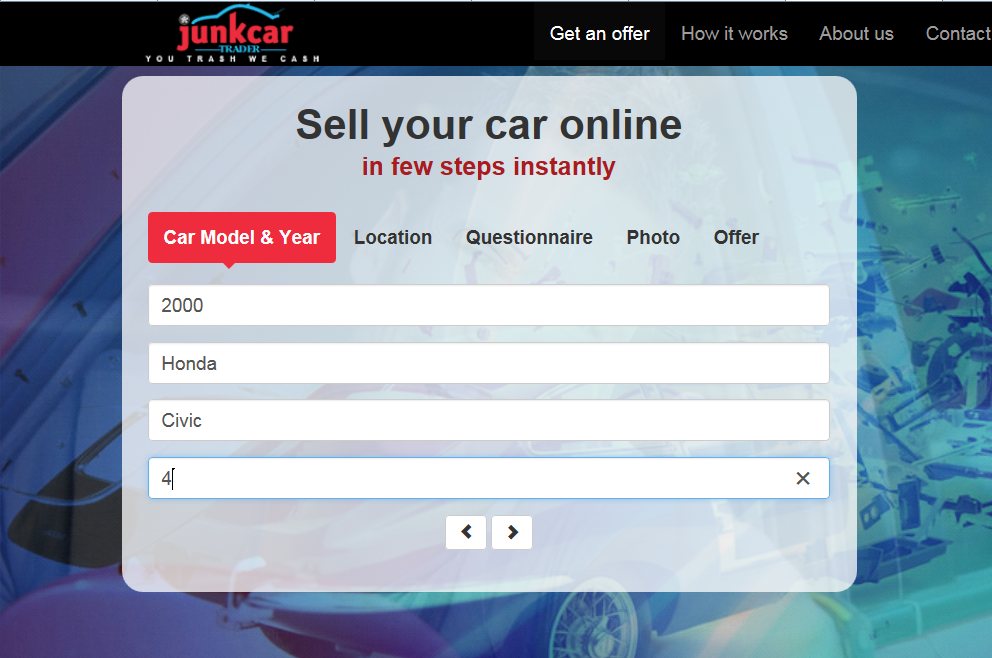 junkcar
TRADER
YOU TRASH WE CASH
Get an offer
How it works
About us
Contact
Sell your car online
in few steps instantly
Car Model & Year
Location
Questionnaire
Photo
Offer
2000
Honda
Civic
4